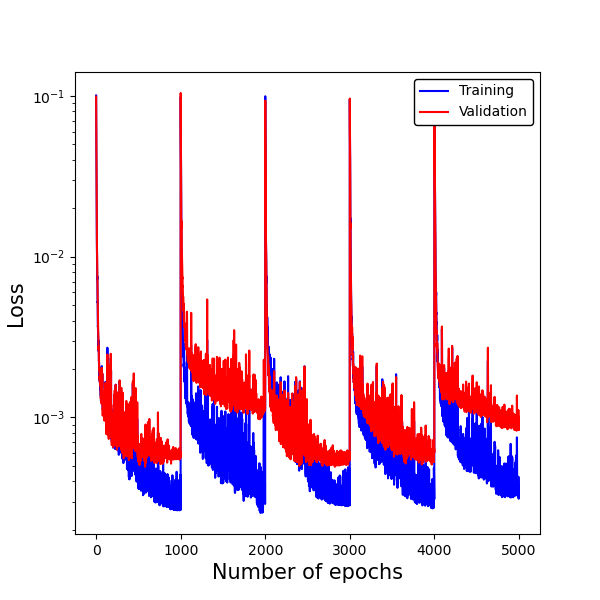 Training
Validation
Loss
10⁻¹
10⁻²
10⁻³
0 1000 2000 3000 4000 5000
Number of epochs